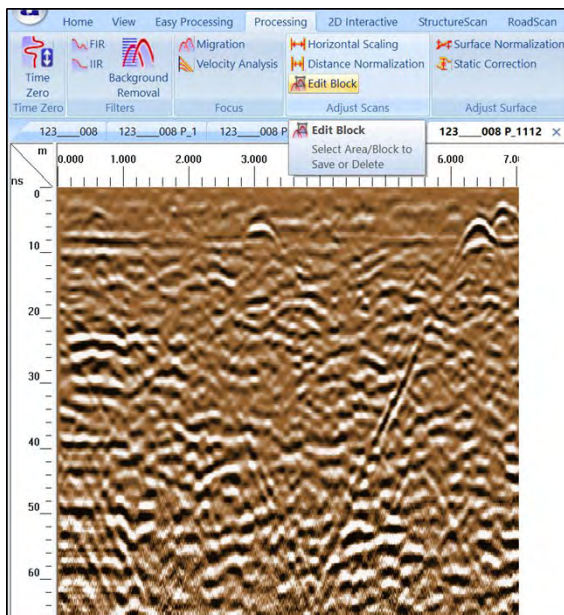 Home View Easy Processing Processing 2D Interactive StructureScan RoadScan
FIR Migration Horizontal Scaling Surface Normalization
IIR Velocity Analysis Distance Normalization Static Correction
Time Zero Background Removal Edit Block
Time Zero Filters Focus Adjust Scans Adjust Surface
123____008 123____008 P_1 123____008 P 123____008 P_1112 ×
Edit Block
Select Area/Block to
Save or Delete
m 0.000 1.000 2.000 3.000 7.0
ns
0
10
20
30
40
50
60